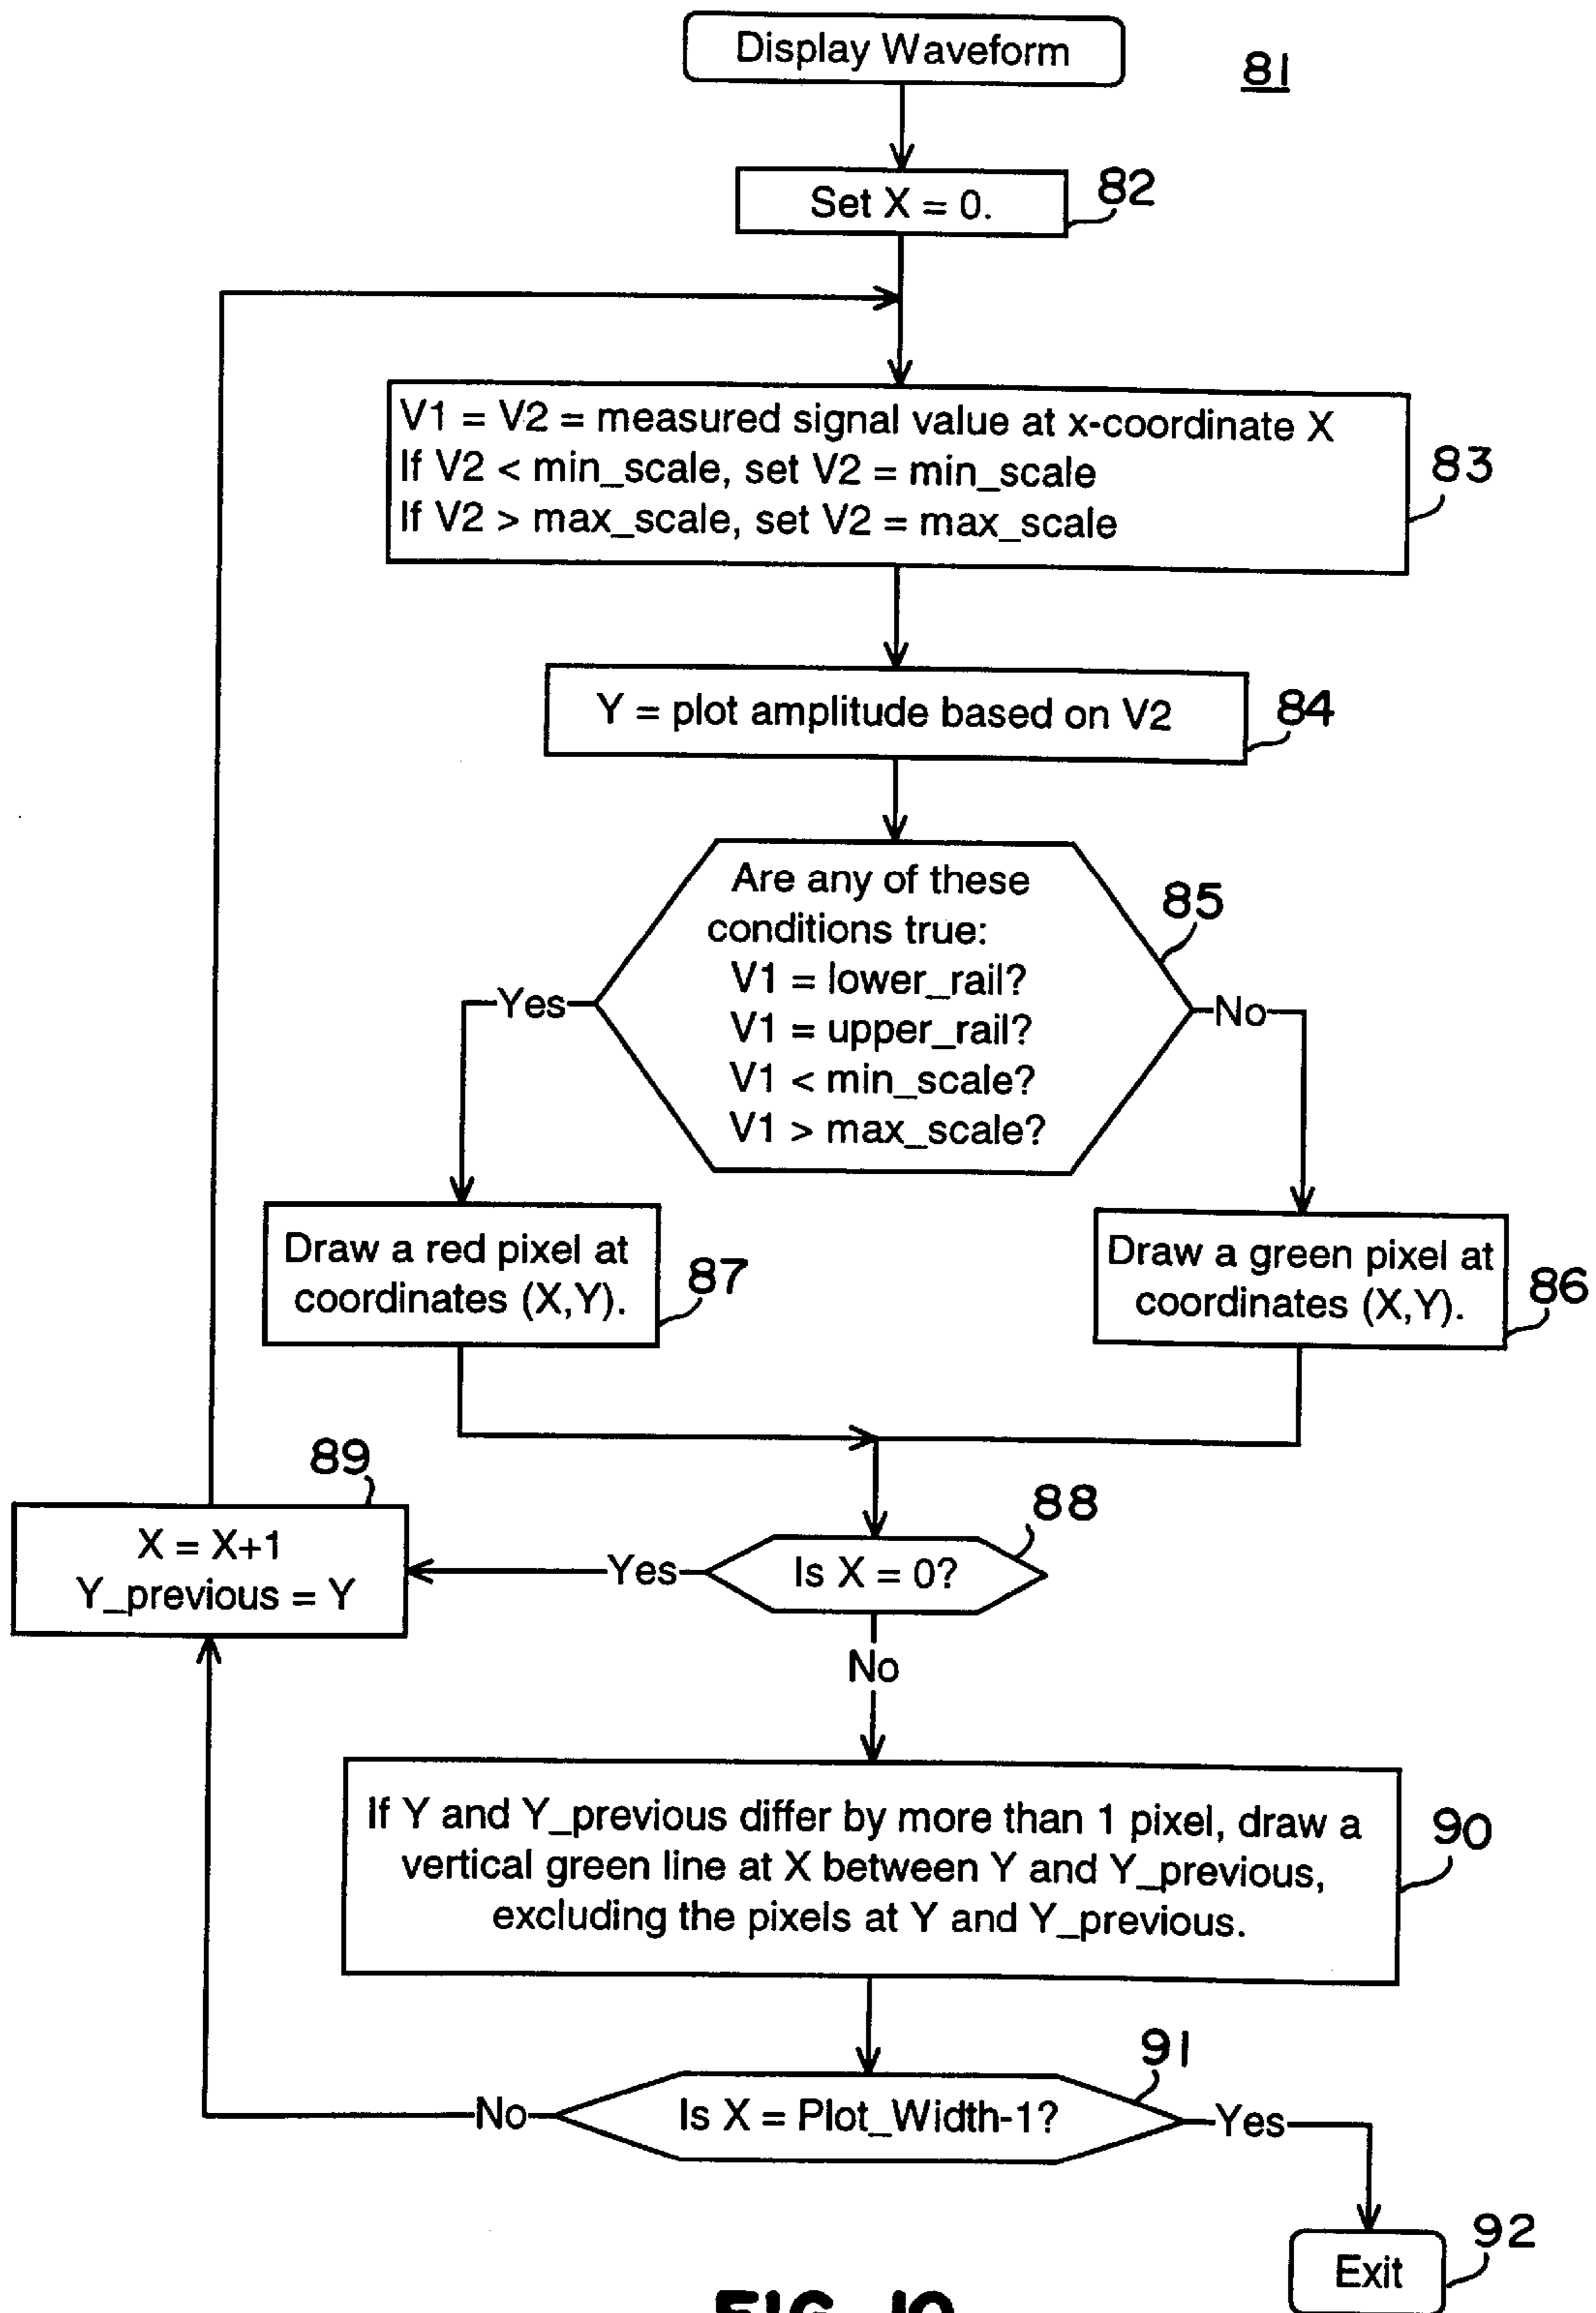 Display Waveform
81
Set X = 0.
82
V1 = V2 = measured signal value at x-coordinate X
If V2 < min_scale, set V2 = min_scale
If V2 > max_scale, set V2 = max_scale
83
Y = plot amplitude based on V2
84
Are any of these
conditions true:
V1 = lower_rail?
V1 = upper_rail?
V1 < min_scale?
V1 > max_scale?
85
Yes
No
Draw a red pixel at
coordinates (X,Y).
87
Draw a green pixel at
coordinates (X,Y).
86
89
X = X+1
Y_previous = Y
Yes
Is X = 0?
88
No
If Y and Y_previous differ by more than 1 pixel, draw a
vertical green line at X between Y and Y_previous,
excluding the pixels at Y and Y_previous.
90
No
Is X = Plot_Width-1?
91
Yes
Exit
92